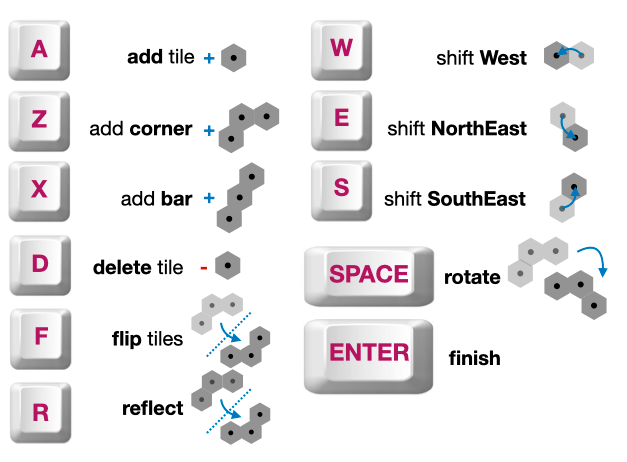 A
add tile +
Z
add corner +
X
add bar +
D
delete tile -
F
flip tiles
R
reflect
W
shift West
E
shift NorthEast
S
shift SouthEast
SPACE
rotate
ENTER
finish